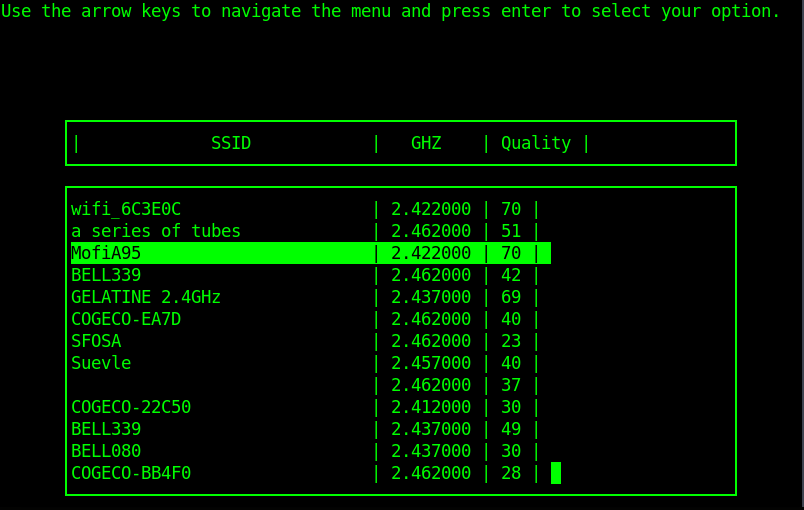 Use the arrow keys to navigate the menu and press enter to select your option.
| SSID | GHZ | Quality |
wifi_6C3E0C | 2.422000 | 70 |
a series of tubes | 2.462000 | 51 |
MofiA95 | 2.422000 | 70 |
BELL339 | 2.462000 | 42 |
GELATINE 2.4GHz | 2.437000 | 69 |
COGECO-EA7D | 2.462000 | 40 |
SFOSA | 2.462000 | 23 |
Suevle | 2.457000 | 40 |
| 2.462000 | 37 |
COGECO-22C50 | 2.412000 | 30 |
BELL339 | 2.437000 | 49 |
BELL080 | 2.437000 | 30 |
COGECO-BB4F0 | 2.462000 | 28 |